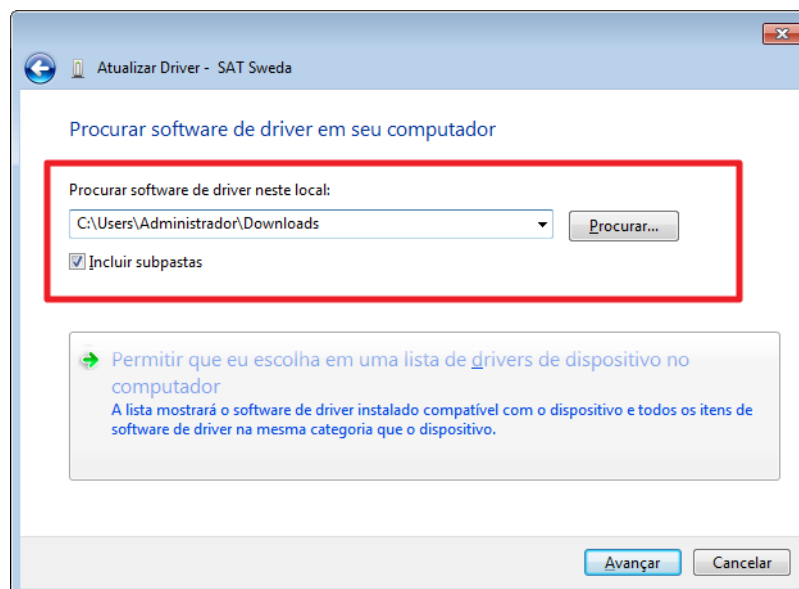 Atualizar Driver - SAT Sweda
Procurar software de driver em seu computador
Procurar software de driver neste local:
C:\Users\Administrador\Downloads
Procurar...
Incluir subpastas
Permitir que eu escolha em uma lista de drivers de dispositivo no
computador
A lista mostrará o software de driver instalado compatível com o dispositivo e todos os itens de
software de driver na mesma categoria que o dispositivo.
Avançar
Cancelar